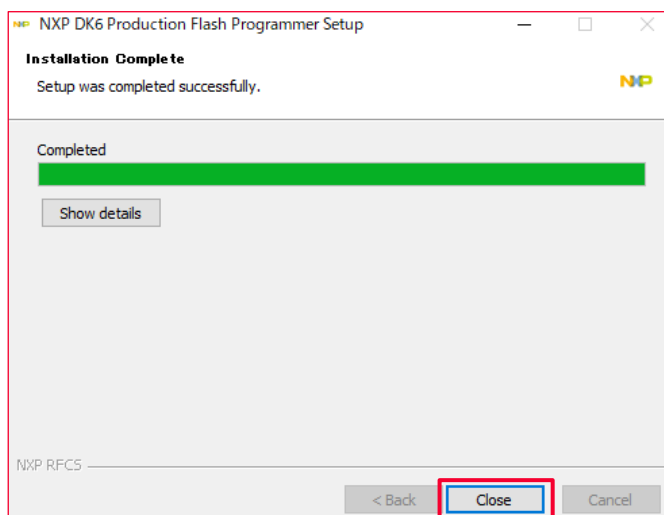 NXP NXP DK6 Production Flash Programmer Setup
Installation Complete
Setup was completed successfully.
NXP
Completed
Show details
NXP RFCS
< Back Close Cancel